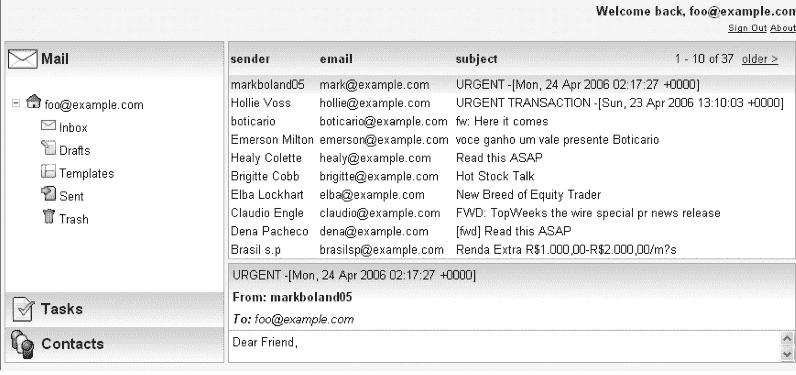 Welcome back, foo@example.com
Sign Out About
Mail
foo@example.com
Inbox
Drafts
Templates
Sent
Trash
Tasks
Contacts
sender email subject 1 - 10 of 37 older >
markboland05 mark@example.com URGENT -[Mon, 24 Apr 2006 02:17:27 +0000]
Hollie Voss hollie@example.com URGENT TRANSACTION -[Sun, 23 Apr 2006 13:10:03 +0000]
boticario boticario@example.com fw: Here it comes
Emerson Milton emerson@example.com voce ganho um vale presente Boticario
Healy Colette healy@example.com Read this ASAP
Brigitte Cobb brigitte@example.com Hot Stock Talk
Elba Lockhart elba@example.com New Breed of Equity Trader
Claudio Engle claudio@example.com FWD: TopWeeks the wire special pr news release
Dena Pacheco dena@example.com [fwd] Read this ASAP
Brasil s.p brasilsp@example.com Renda Extra R$1.000,00-R$2.000,00/m?s
URGENT -[Mon, 24 Apr 2006 02:17:27 +0000]
From: markboland05
To: foo@example.com
Dear Friend,